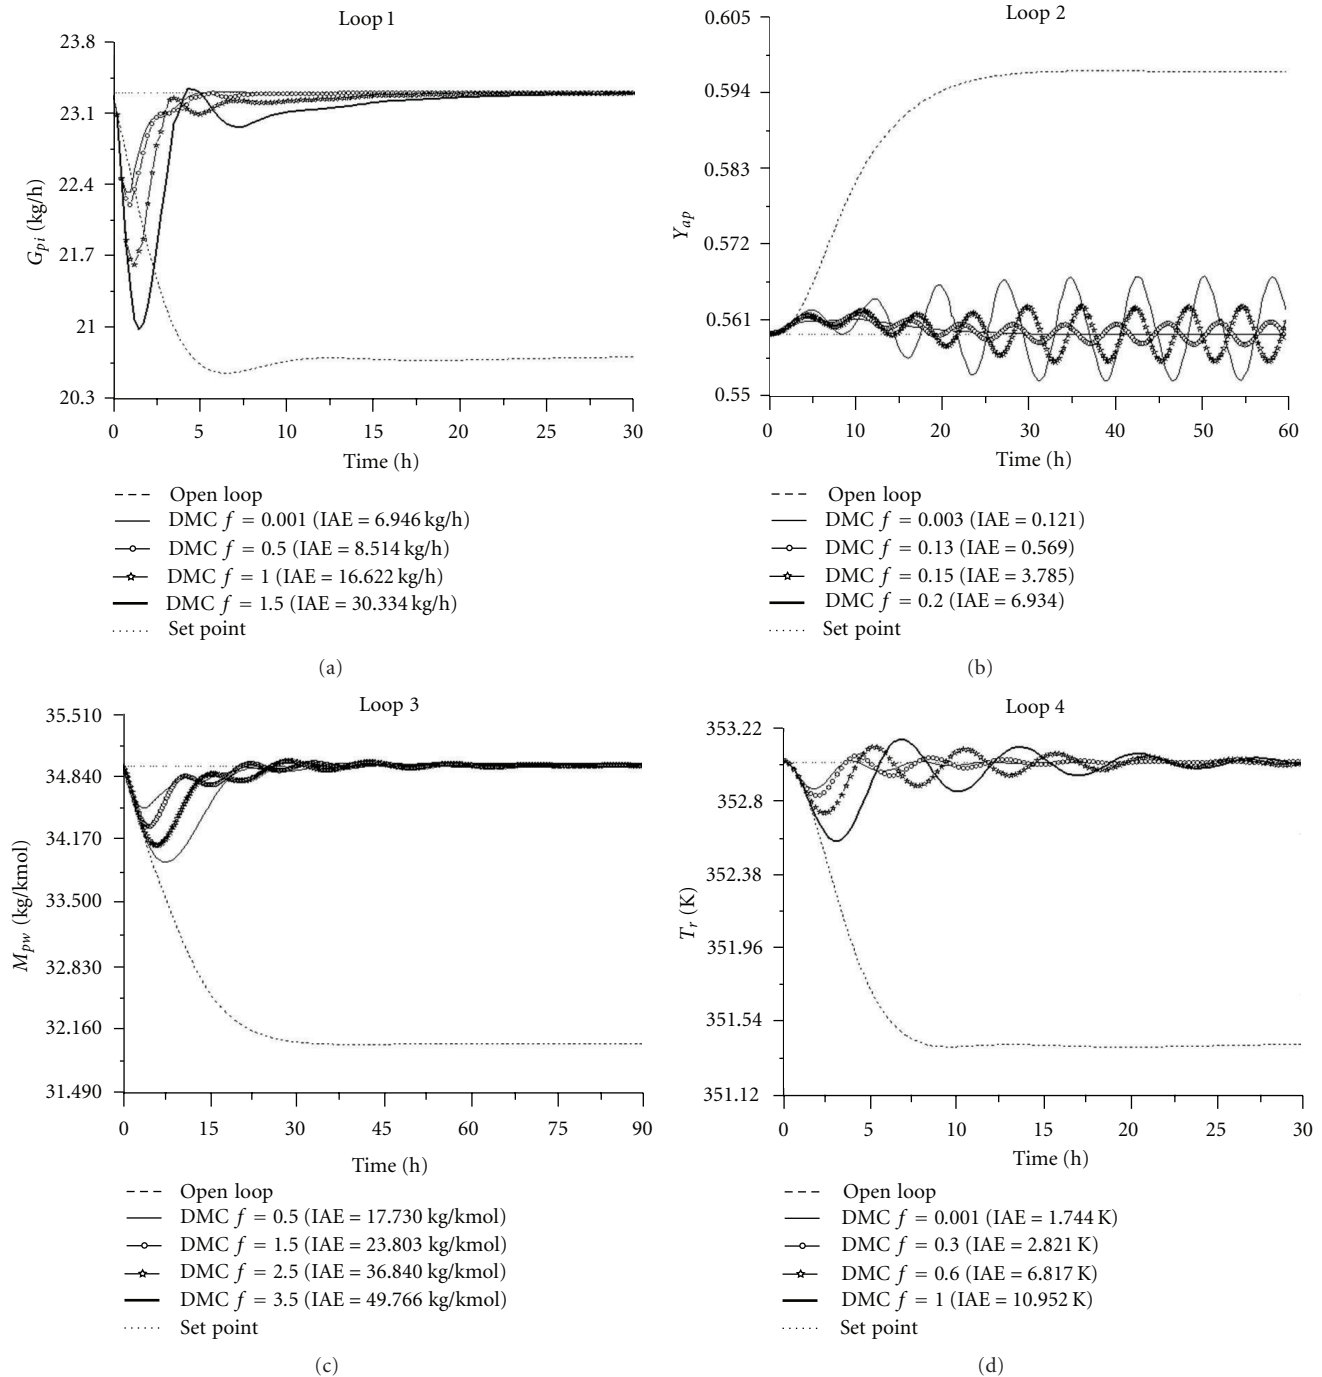 Loop 1
23.8
23.1
22.4
21.7
21
20.3
G_pi (kg/h)
0 5 10 15 20 25 30
Time (h)
Open loop
DMC f = 0.001 (IAE = 6.946 kg/h)
DMC f = 0.5 (IAE = 8.514 kg/h)
DMC f = 1 (IAE = 16.622 kg/h)
DMC f = 1.5 (IAE = 30.334 kg/h)
Set point
(a)
Loop 2
0.605
0.594
0.583
0.572
0.561
0.55
Y_ap
0 10 20 30 40 50 60
Time (h)
Open loop
DMC f = 0.003 (IAE = 0.121)
DMC f = 0.13 (IAE = 0.569)
DMC f = 0.15 (IAE = 3.785)
DMC f = 0.2 (IAE = 6.934)
Set point
(b)
Loop 3
35.510
34.840
34.170
33.500
32.830
32.160
31.490
M_pw (kg/kmol)
0 15 30 45 60 75 90
Time (h)
Open loop
DMC f = 0.5 (IAE = 17.730 kg/kmol)
DMC f = 1.5 (IAE = 23.803 kg/kmol)
DMC f = 2.5 (IAE = 36.840 kg/kmol)
DMC f = 3.5 (IAE = 49.766 kg/kmol)
Set point
(c)
Loop 4
353.22
352.8
352.38
351.96
351.54
351.12
T_r (K)
0 5 10 15 20 25 30
Time (h)
Open loop
DMC f = 0.001 (IAE = 1.744 K)
DMC f = 0.3 (IAE = 2.821 K)
DMC f = 0.6 (IAE = 6.817 K)
DMC f = 1 (IAE = 10.952 K)
Set point
(d)